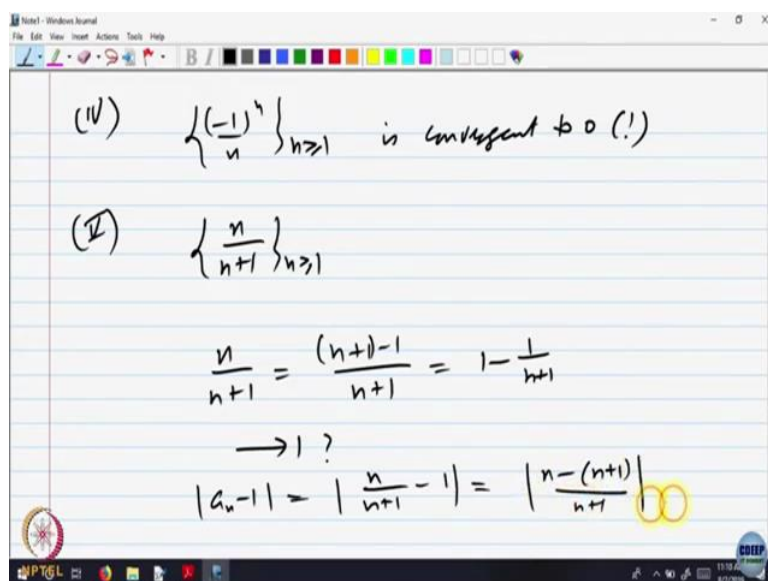 Note1 - Windows Journal
File Edit View Insert Actions Tools Help
B I
(IV) {(-1)^n/n}_{n≥1} is convergent to 0 (!)
(V) {n/(n+1)}_{n≥1}
n/(n+1) = ((n+1)-1)/(n+1) = 1 - 1/(n+1)
→ 1 ?
|a_n - 1| = |n/(n+1) - 1| = |(n-(n+1))/(n+1)|
NPTEL
CDEEP